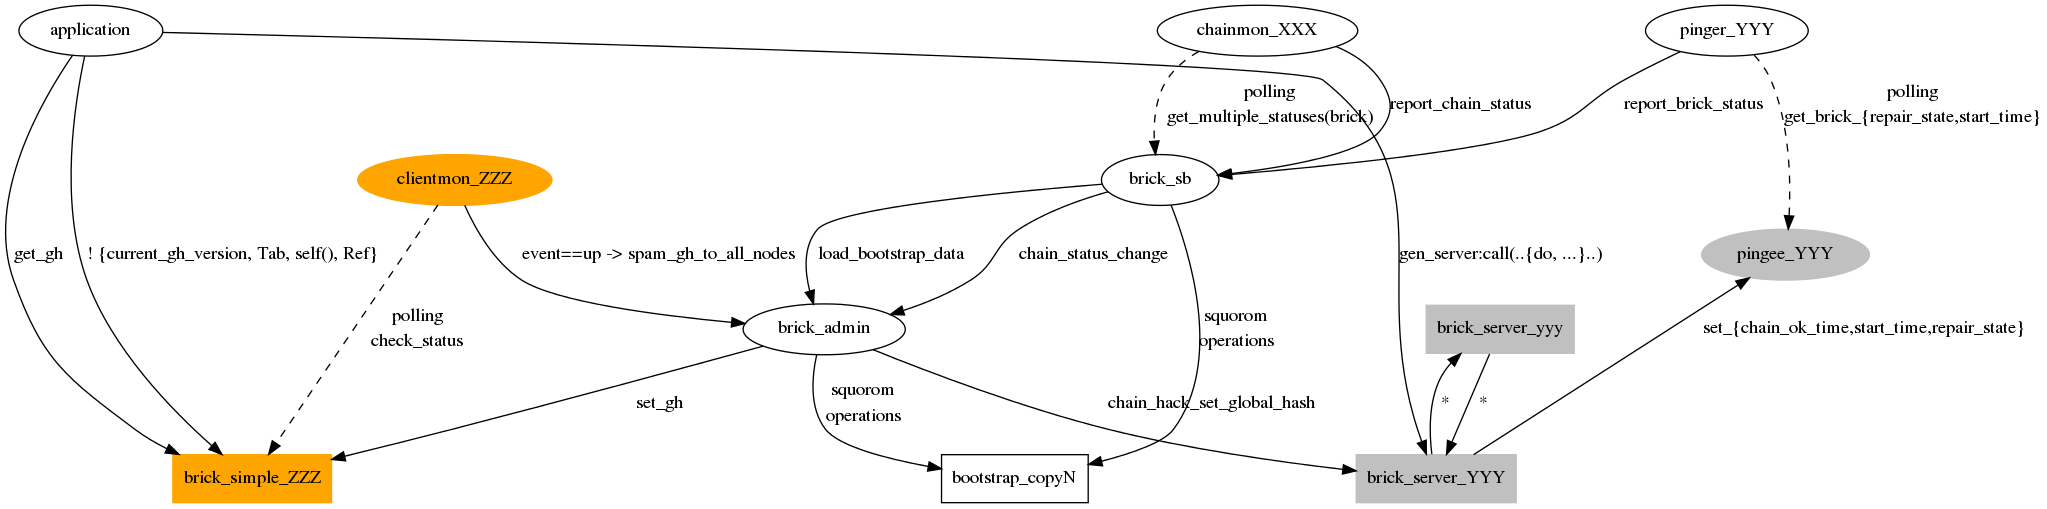 application
chainmon_XXX
pinger_YYY
polling
get_multiple_statuses(brick)
report_chain_status
report_brick_status
polling
get_brick_{repair_state,start_time}
clientmon_ZZZ
brick_sb
get_gh
! {current_gh_version, Tab, self(), Ref}
event==up -> spam_gh_to_all_nodes
load_bootstrap_data
chain_status_change
gen_server:call(..{do, ...}..)
pingee_YYY
polling
check_status
brick_admin
squorom
operations
brick_server_yyy
set_{chain_ok_time,start_time,repair_state}
set_gh
squorom
operations
chain_hack_set_global_hash
*
*
brick_simple_ZZZ
bootstrap_copyN
brick_server_YYY